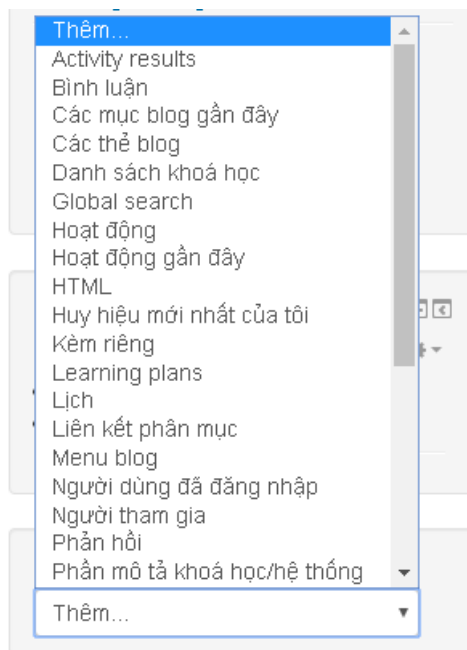 Thêm...
Activity results
Bình luận
Các mục blog gần đây
Các thẻ blog
Danh sách khoá học
Global search
Hoạt động
Hoạt động gần đây
HTML
Huy hiệu mới nhất của tôi
Kèm riêng
Learning plans
Lịch
Liên kết phân mục
Menu blog
Người dùng đã đăng nhập
Người tham gia
Phản hồi
Phần mô tả khoá học/hệ thống
Thêm...